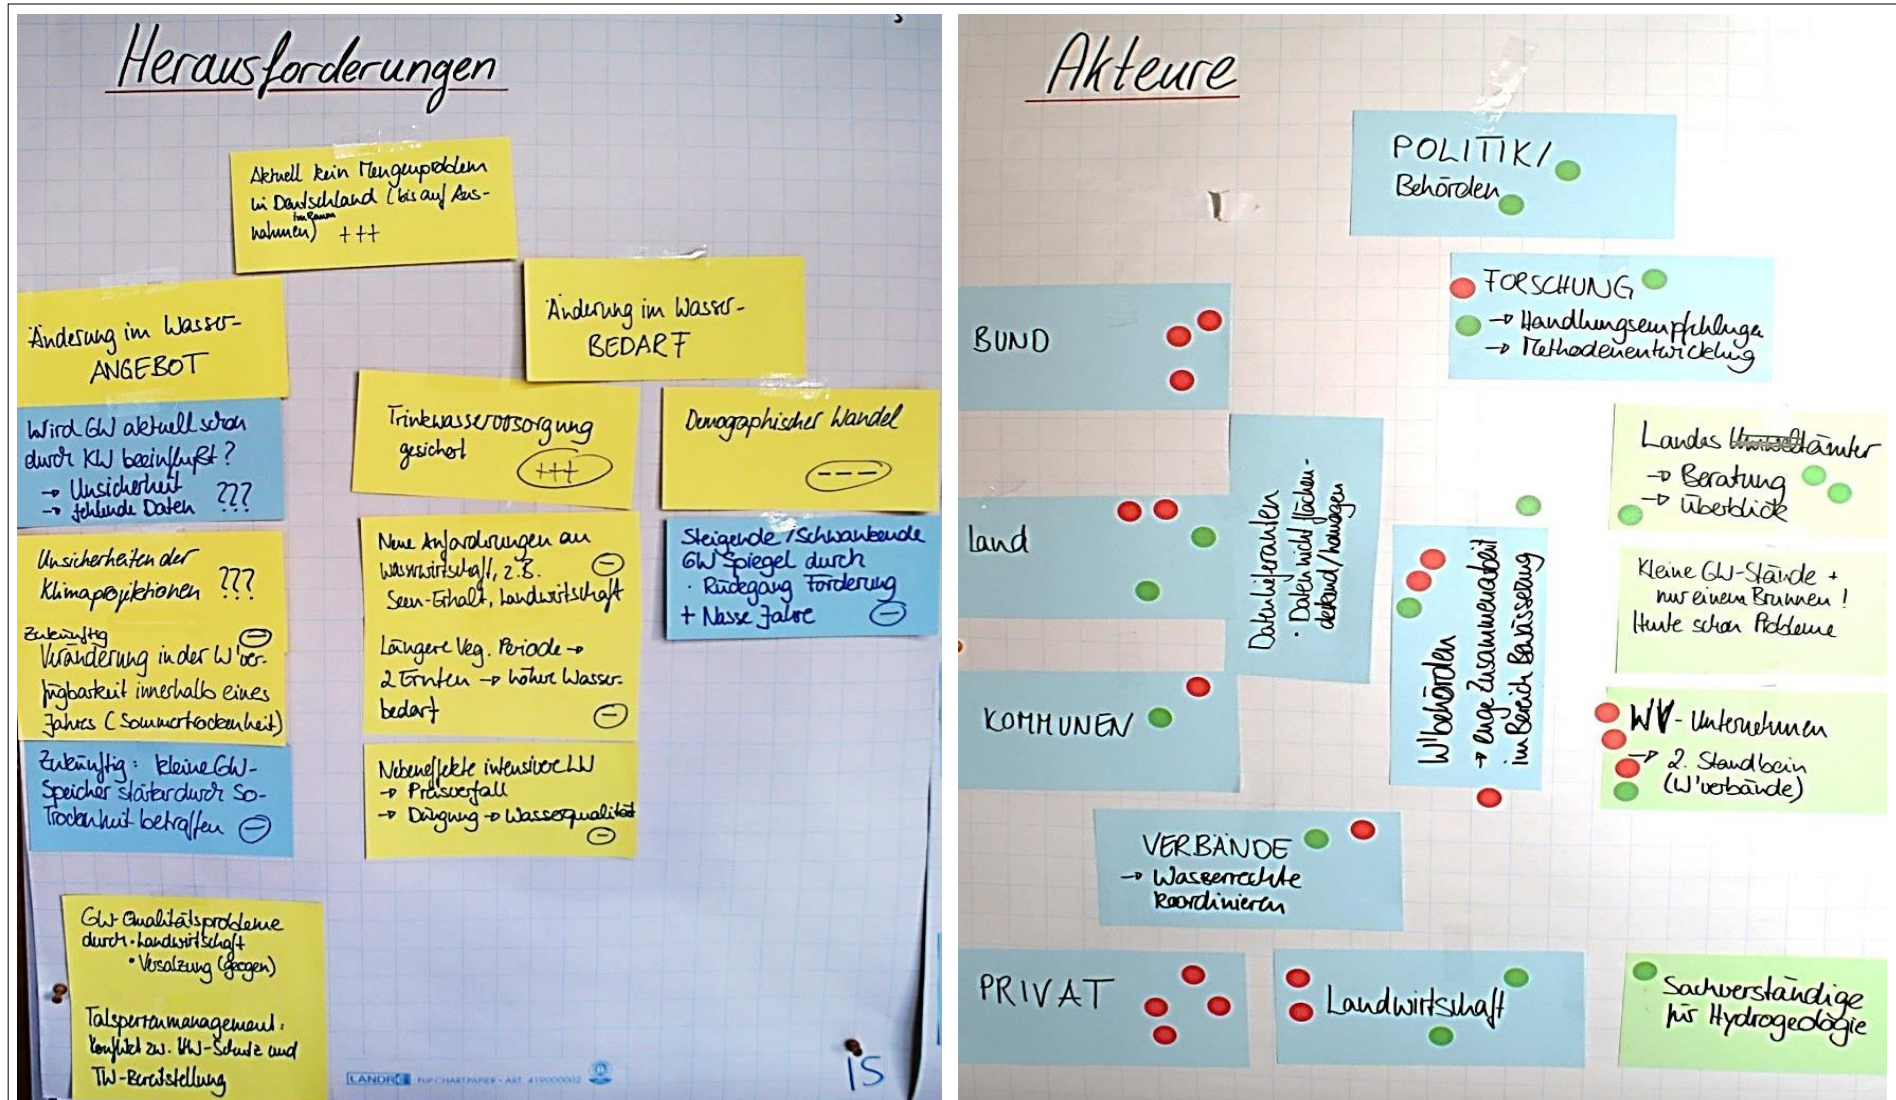 Herausforderungen
Aktuell kein Mengenproblem
in Deutschland (bis auf Aus-
nahmen) +++
Änderung im Wasser-
ANGEBOT
Änderung im Wasser-
BEDARF
Wird GW aktuell schon
durch KW beeinflußt?
→ Unsicherheit
→ fehlende Daten ???
Unsicherheiten der
Klimaprojektionen ???
Zukünftig
Veränderung in der W'ver-
fügbarkeit innerhalb eines
Jahres (Sommertrockenheit)
Zukünftig: kleine GW-
Speicher stärker durch So-
Trockenheit betroffen
GW-Qualitätsprobleme
durch · Landwirtschaft
· Versalzung (geogen)
Talsperrenmanagement:
Konflikt zw. HW-Schutz und
TW-Bereitstellung
Trinkwasserversorgung
gesichert
+++
Neue Anforderungen an
Wasserwirtschaft, z.B.
Seen-Erhalt, Landwirtschaft
Längere Veg. Periode →
2 Ernten → höher Wasser-
bedarf
Nebeneffekte intensiver LW
→ Preisverfall
→ Düngung → Wasserqualität
Demographischer Wandel
---
Steigende/Schwankende
GW Spiegel durch
· Rückgang Förderung
+ Nasse Jahre
LANDRÉ FLIP-CHART-PAPIER · ART. 419000002
Akteure
POLITIK/
Behörden
FORSCHUNG
→ Handlungsempfehlungen
→ Methodenentwicklung
BUND
Land
KOMMUNEN
Datenlieferanten
· Daten nicht flächen-
deckend/homogen
W'behörden
→ enge Zusammenarbeit
im Bereich Bewässerung
Landesämter
→ Beratung
→ Überblick
Kleine GW-Stände +
nur einem Brunnen!
Heute schon Probleme
WV-Unternehmen
→ 2. Standbein
(W'verbände)
VERBÄNDE
→ Wasserrechte
koordinieren
PRIVAT
Landwirtschaft
Sachverständige
für Hydrogeologie